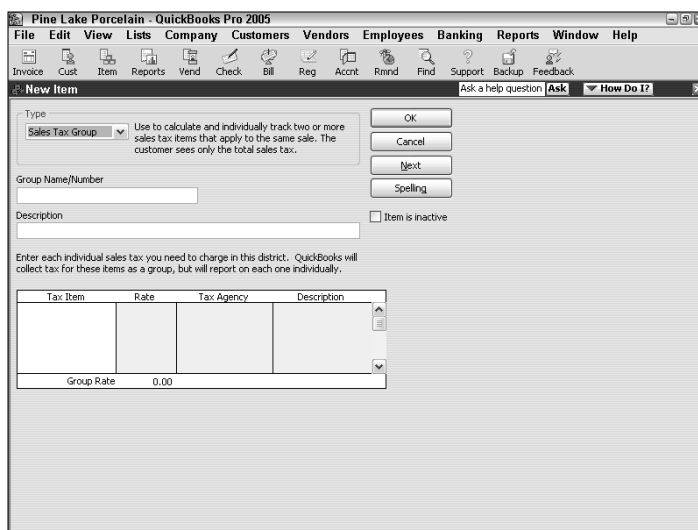 Pine Lake Porcelain - QuickBooks Pro 2005
File Edit View Lists Company Customers Vendors Employees Banking Reports Window Help
Invoice Cust Item Reports Vend Check Bill Reg Accnt Rmnd Find Support Backup Feedback
New Item Ask a help question Ask How Do I?
Type
Sales Tax Group
Use to calculate and individually track two or more
sales tax items that apply to the same sale. The
customer sees only the total sales tax.
OK
Cancel
Next
Spelling
Group Name/Number
Description
Item is inactive
Enter each individual sales tax you need to charge in this district. QuickBooks will
collect tax for these items as a group, but will report on each one individually.
Tax Item Rate Tax Agency Description
Group Rate 0.00